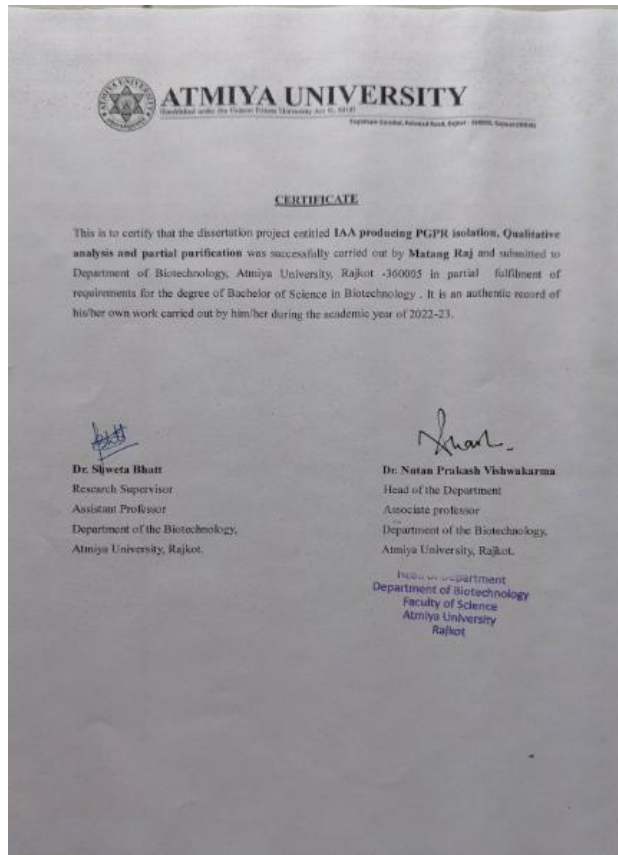 ATMIYA UNIVERSITY
CERTIFICATE
This is to certify that the dissertation project entitled IAA producing PGPR isolation, Qualitative
analysis and partial purification was successfully carried out by Matang Raj and submitted to
Department of Biotechnology, Atmiya University, Rajkot -360005 in partial fulfilment of
requirements for the degree of Bachelor of Science in Biotechnology . It is an authentic record of
his/her own work carried out by him/her during the academic year of 2022-23.
Dr. Shweta Bhatt
Research Supervisor
Assistant Professor
Department of the Biotechnology,
Atmiya University, Rajkot.
Dr. Nutan Prakash Vishwakarma
Head of the Department
Associate professor
Department of the Biotechnology,
Atmiya University, Rajkot.
Head of Department
Department of Biotechnology
Faculty of Science
Atmiya University
Rajkot